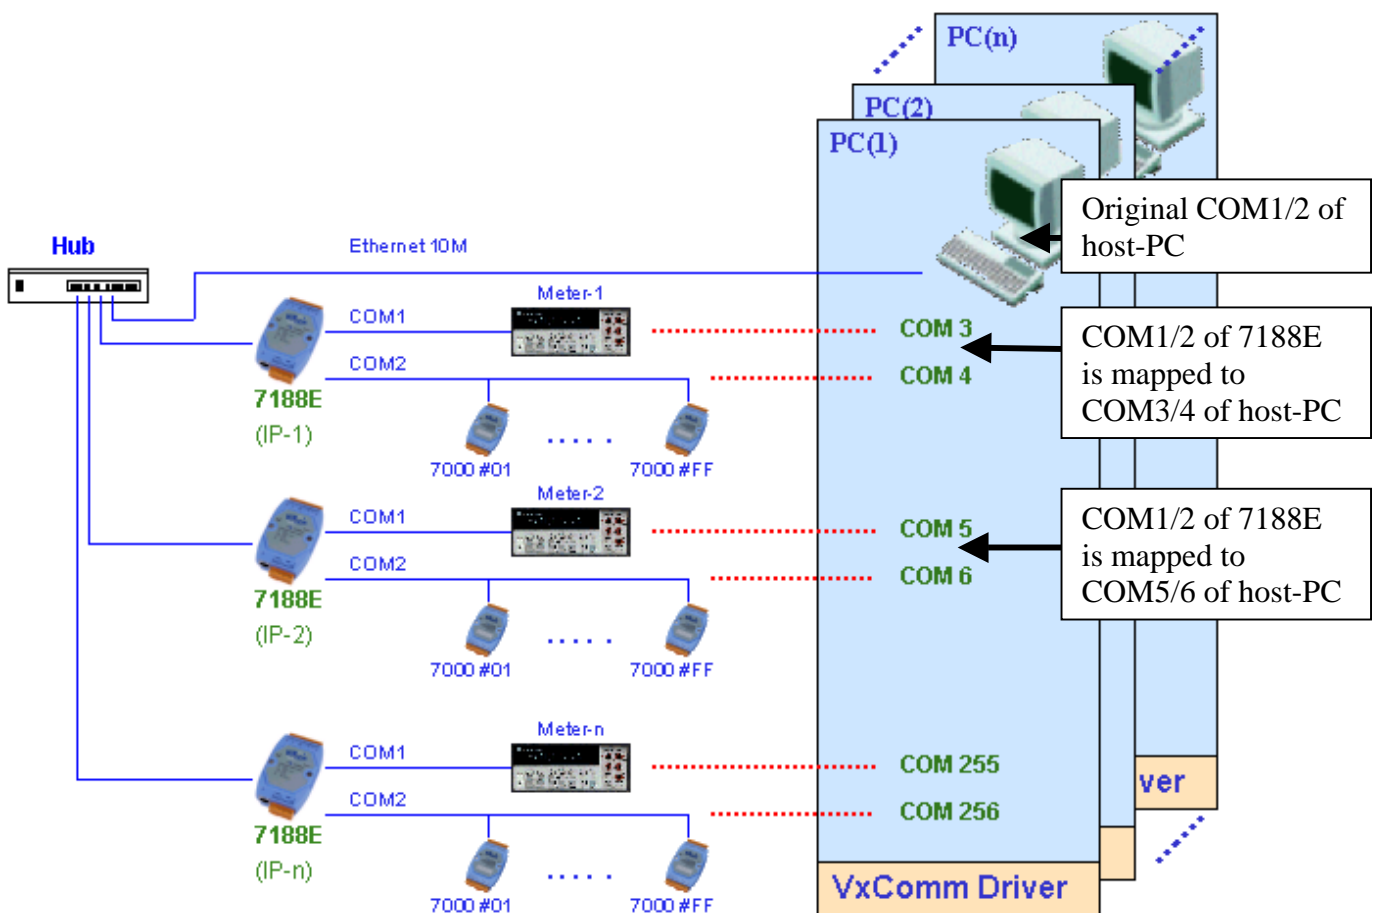 PC(n)
PC(2)
PC(1)
Original COM1/2 of
host-PC
Hub
Ethernet 10M
Meter-1
COM1
COM 3
COM1/2 of 7188E
is mapped to
COM3/4 of host-PC
COM2
COM 4
7188E
(IP-1)
7000 #01
.....
7000 #FF
Meter-2
COM1
COM 5
COM1/2 of 7188E
is mapped to
COM5/6 of host-PC
COM2
COM 6
7188E
(IP-2)
7000 #01
.....
7000 #FF
Meter-n
COM1
COM 255
ver
COM2
COM 256
7188E
(IP-n)
7000 #01
.....
7000 #FF
VxComm Driver